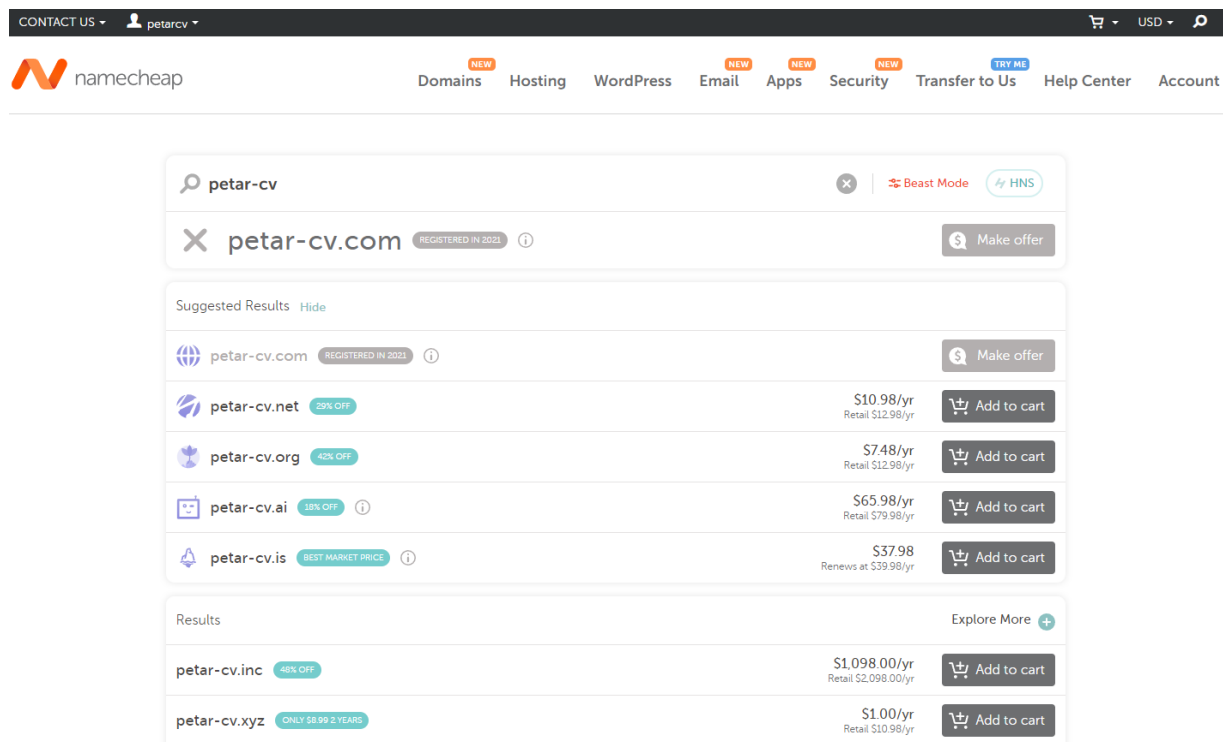 CONTACT US petarcv USD
namecheap
NEW NEW NEW NEW TRY ME
Domains Hosting WordPress Email Apps Security Transfer to Us Help Center Account
petar-cv Beast Mode HNS
petar-cv.com REGISTERED IN 2021 Make offer
Suggested Results Hide
petar-cv.com REGISTERED IN 2021 Make offer
petar-cv.net 29% OFF $10.98/yr Add to cart
Retail $12.98/yr
petar-cv.org 42% OFF $7.48/yr Add to cart
Retail $12.98/yr
petar-cv.ai 18% OFF $65.98/yr Add to cart
Retail $79.98/yr
petar-cv.is BEST MARKET PRICE $37.98 Add to cart
Renews at $39.98/yr
Results Explore More
petar-cv.inc 48% OFF $1,098.00/yr Add to cart
Retail $2,098.00/yr
petar-cv.xyz ONLY $8.99 2 YEARS $1.00/yr Add to cart
Retail $10.98/yr